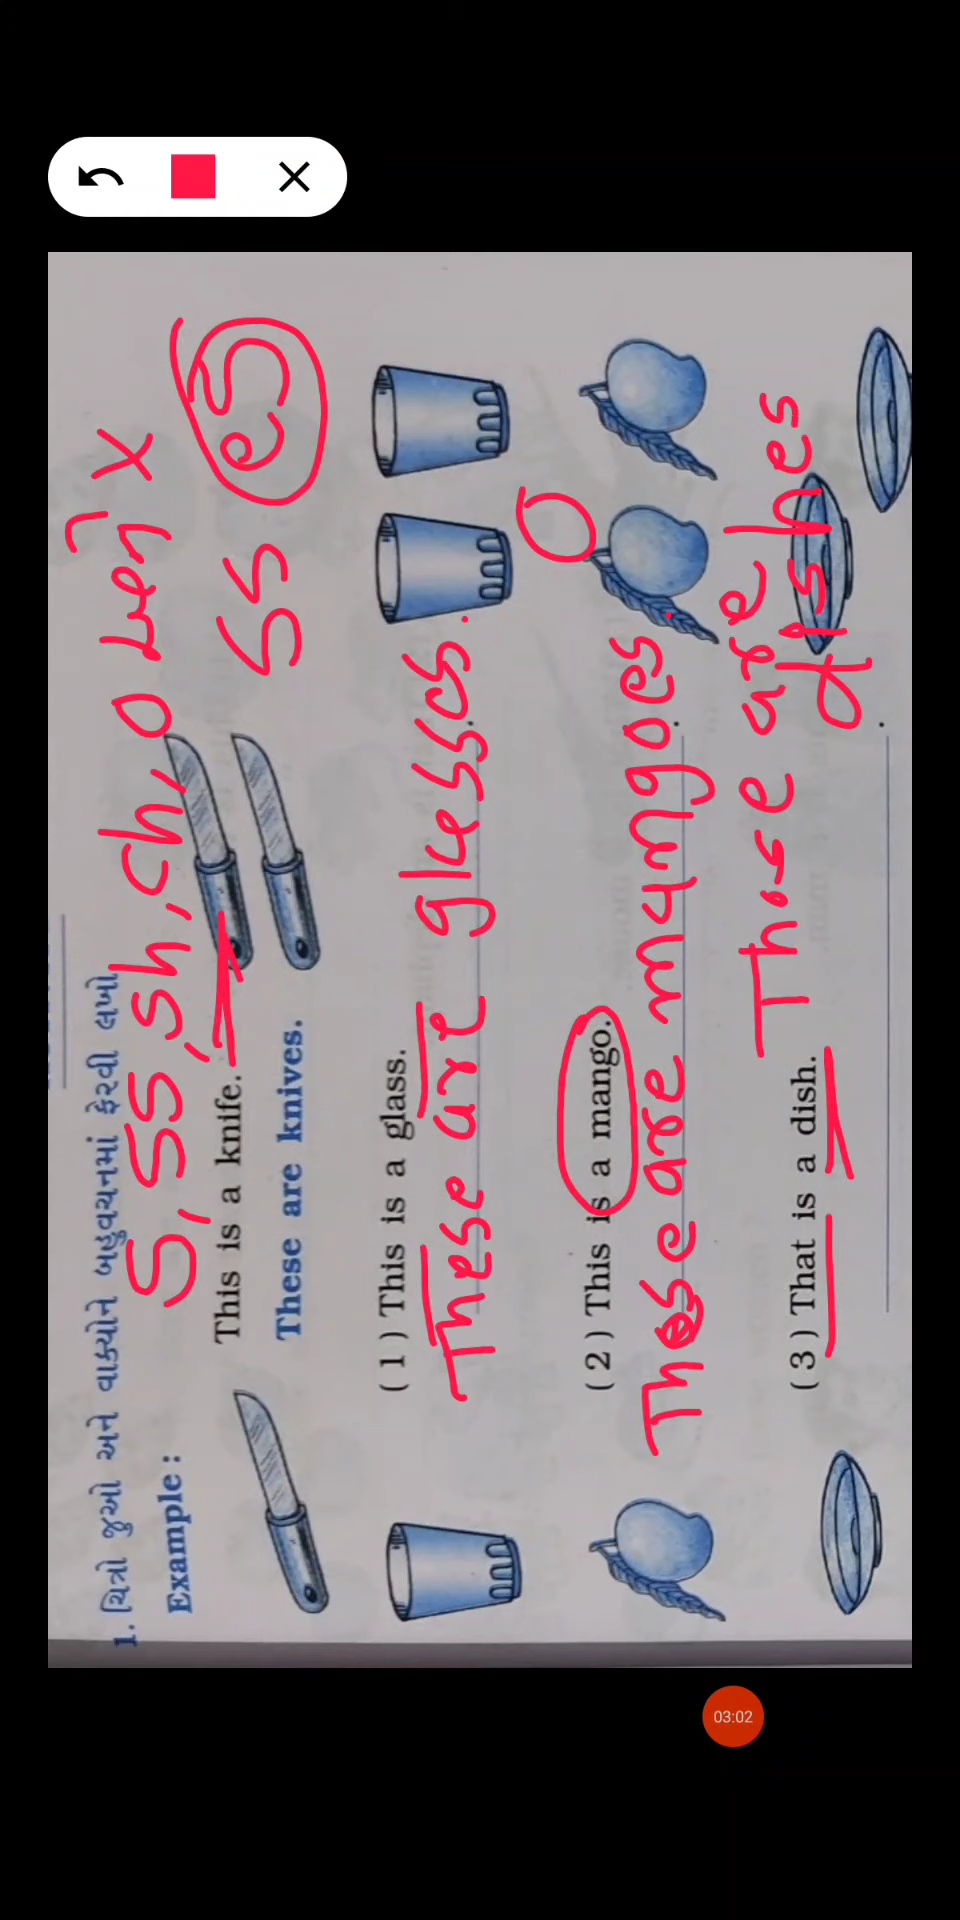 1. ચિત્રો જુઓ અને વાક્યોને બહુવચનમાં ફેરવી લખો
Example :
S, SS, Sh, Ch, O x
This is a knife.
SS es
These are knives.
( 1 ) This is a glass.
These are glesses.
( 2 ) This is a mango.
O
These are mangoes.
( 3 ) That is a dish.
Those are
dishes
03:02